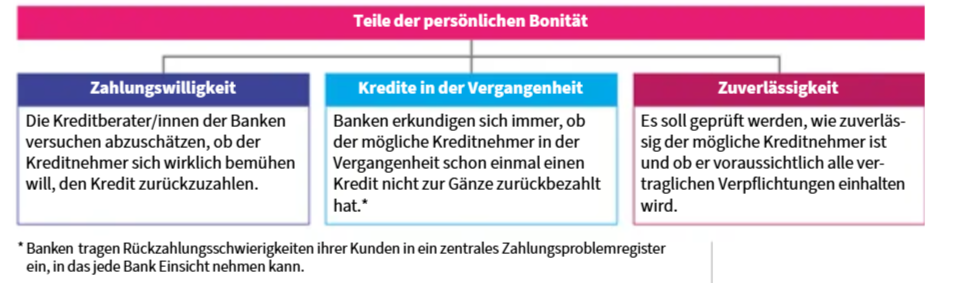 Teile der persönlichen Bonität
Zahlungswilligkeit
Die Kreditberater/innen der Banken
versuchen abzuschätzen, ob der
Kreditnehmer sich wirklich bemühen
will, den Kredit zurückzuzahlen.
Kredite in der Vergangenheit
Banken erkundigen sich immer, ob
der mögliche Kreditnehmer in der
Vergangenheit schon einmal einen
Kredit nicht zur Gänze zurückbezahlt
hat.*
Zuverlässigkeit
Es soll geprüft werden, wie zuverläs-
sig der mögliche Kreditnehmer ist
und ob er voraussichtlich alle ver-
traglichen Verpflichtungen einhalten
wird.
* Banken tragen Rückzahlungsschwierigkeiten ihrer Kunden in ein zentrales Zahlungsproblemregister
ein, in das jede Bank Einsicht nehmen kann.